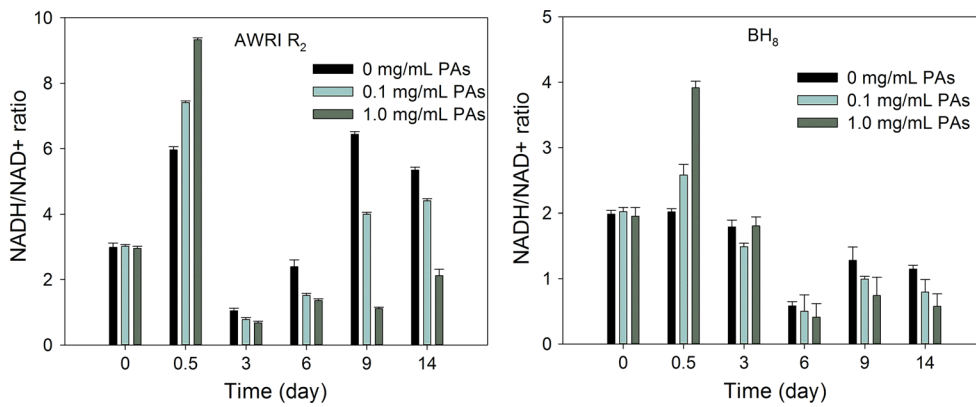 AWRI R2
0 mg/mL PAs
0.1 mg/mL PAs
1.0 mg/mL PAs
NADH/NAD+ ratio
10
8
6
4
2
0
0 0.5 3 6 9 14
Time (day)
BH8
0 mg/mL PAs
0.1 mg/mL PAs
1.0 mg/mL PAs
NADH/NAD+ ratio
5
4
3
2
1
0
0 0.5 3 6 9 14
Time (day)